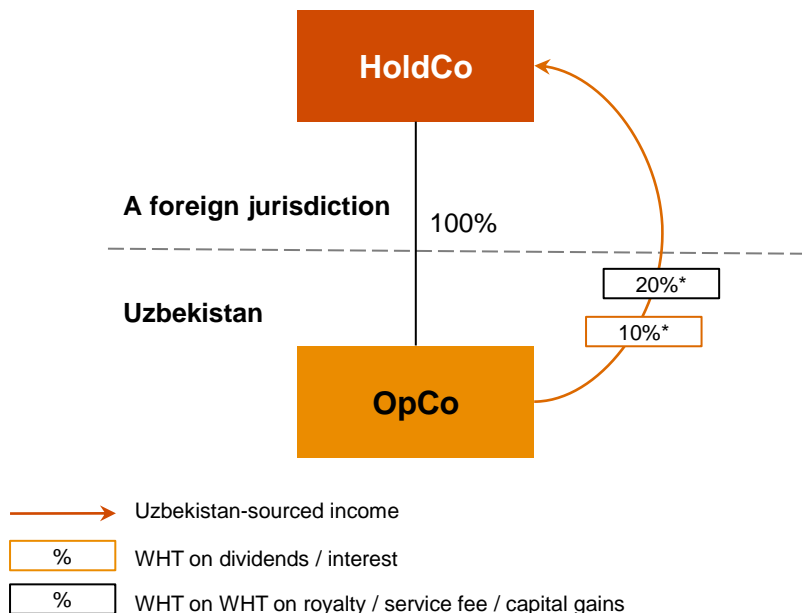 HoldCo
A foreign jurisdiction
100%
20%*
Uzbekistan
10%*
OpCo
Uzbekistan-sourced income
% WHT on dividends / interest
% WHT on WHT on royalty / service fee / capital gains